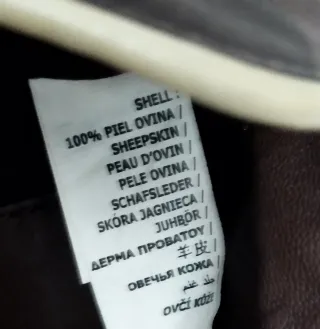 SHELL :
100% PIEL OVINA /
SHEEPSKIN /
PEAU D'OVIN /
PELE OVINA /
SCHAFSLEDER /
SKÓRA JAGNIECA /
JUHBŐR /
ΔΕΡΜΑ ΠΡΟΒΑΤΟΥ /
羊皮 /
ОВЕЧЬЯ КОЖА /
OVČÍ KŮŽE